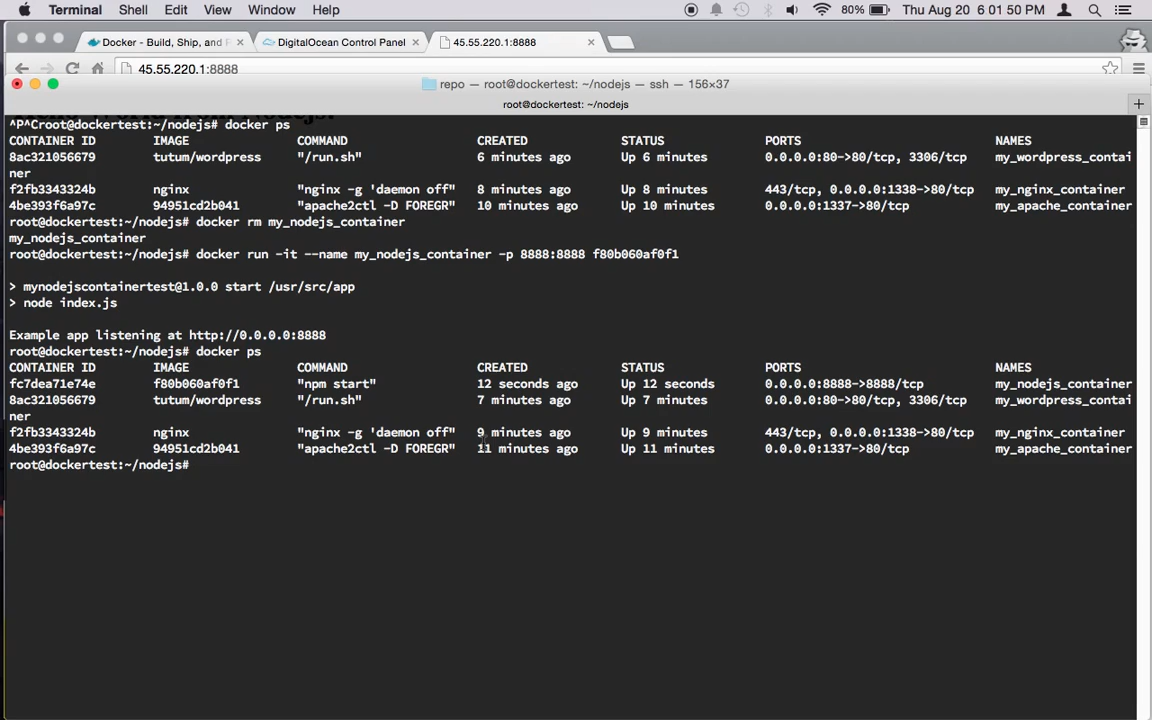 Terminal Shell Edit View Window Help 80% Thu Aug 20 6:01:50 PM
Docker - Build, Ship, and DigitalOcean Control Panel 45.55.220.1:8888
45.55.220.1:8888
repo — root@dockertest: ~/nodejs — ssh — 156×37
root@dockertest: ~/nodejs
^P^Croot@dockertest:~/nodejs# docker ps
CONTAINER ID IMAGE COMMAND CREATED STATUS PORTS NAMES
8ac321056679 tutum/wordpress "/run.sh" 6 minutes ago Up 6 minutes 0.0.0.0:80->80/tcp, 3306/tcp my_wordpress_contai
ner
f2fb3343324b nginx "nginx -g 'daemon off" 8 minutes ago Up 8 minutes 443/tcp, 0.0.0.0:1338->80/tcp my_nginx_container
4be393f6a97c 94951cd2b041 "apache2ctl -D FOREGR" 10 minutes ago Up 10 minutes 0.0.0.0:1337->80/tcp my_apache_container
root@dockertest:~/nodejs# docker rm my_nodejs_container
my_nodejs_container
root@dockertest:~/nodejs# docker run -it --name my_nodejs_container -p 8888:8888 f80b060af0f1
> mynodejscontainertest@1.0.0 start /usr/src/app
> node index.js
Example app listening at http://0.0.0.0:8888
root@dockertest:~/nodejs# docker ps
CONTAINER ID IMAGE COMMAND CREATED STATUS PORTS NAMES
fc7dea71e74e f80b060af0f1 "npm start" 12 seconds ago Up 12 seconds 0.0.0.0:8888->8888/tcp my_nodejs_container
8ac321056679 tutum/wordpress "/run.sh" 7 minutes ago Up 7 minutes 0.0.0.0:80->80/tcp, 3306/tcp my_wordpress_contai
ner
f2fb3343324b nginx "nginx -g 'daemon off" 9 minutes ago Up 9 minutes 443/tcp, 0.0.0.0:1338->80/tcp my_nginx_container
4be393f6a97c 94951cd2b041 "apache2ctl -D FOREGR" 11 minutes ago Up 11 minutes 0.0.0.0:1337->80/tcp my_apache_container
root@dockertest:~/nodejs#